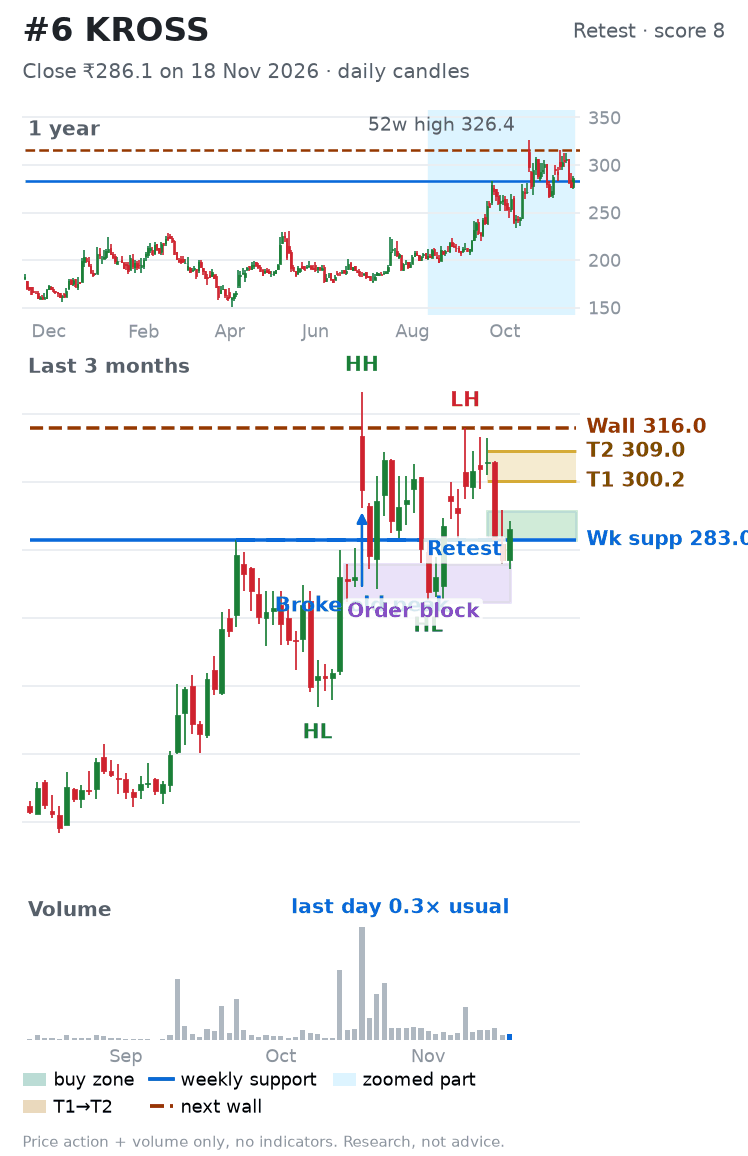 #6 KROSS
Retest · score 8
Close ₹286.1 on 18 Nov 2026 · daily candles
1 year
52w high 326.4
350
300
250
200
150
Dec Feb Apr Jun Aug Oct
Last 3 months
HH
LH
Wall 316.0
T2 309.0
T1 300.2
Wk supp 283.0
Retest
Broke old peak
Order block
HL
HL
Volume
last day 0.3× usual
Sep Oct Nov
buy zone weekly support zoomed part
T1→T2 next wall
Price action + volume only, no indicators. Research, not advice.